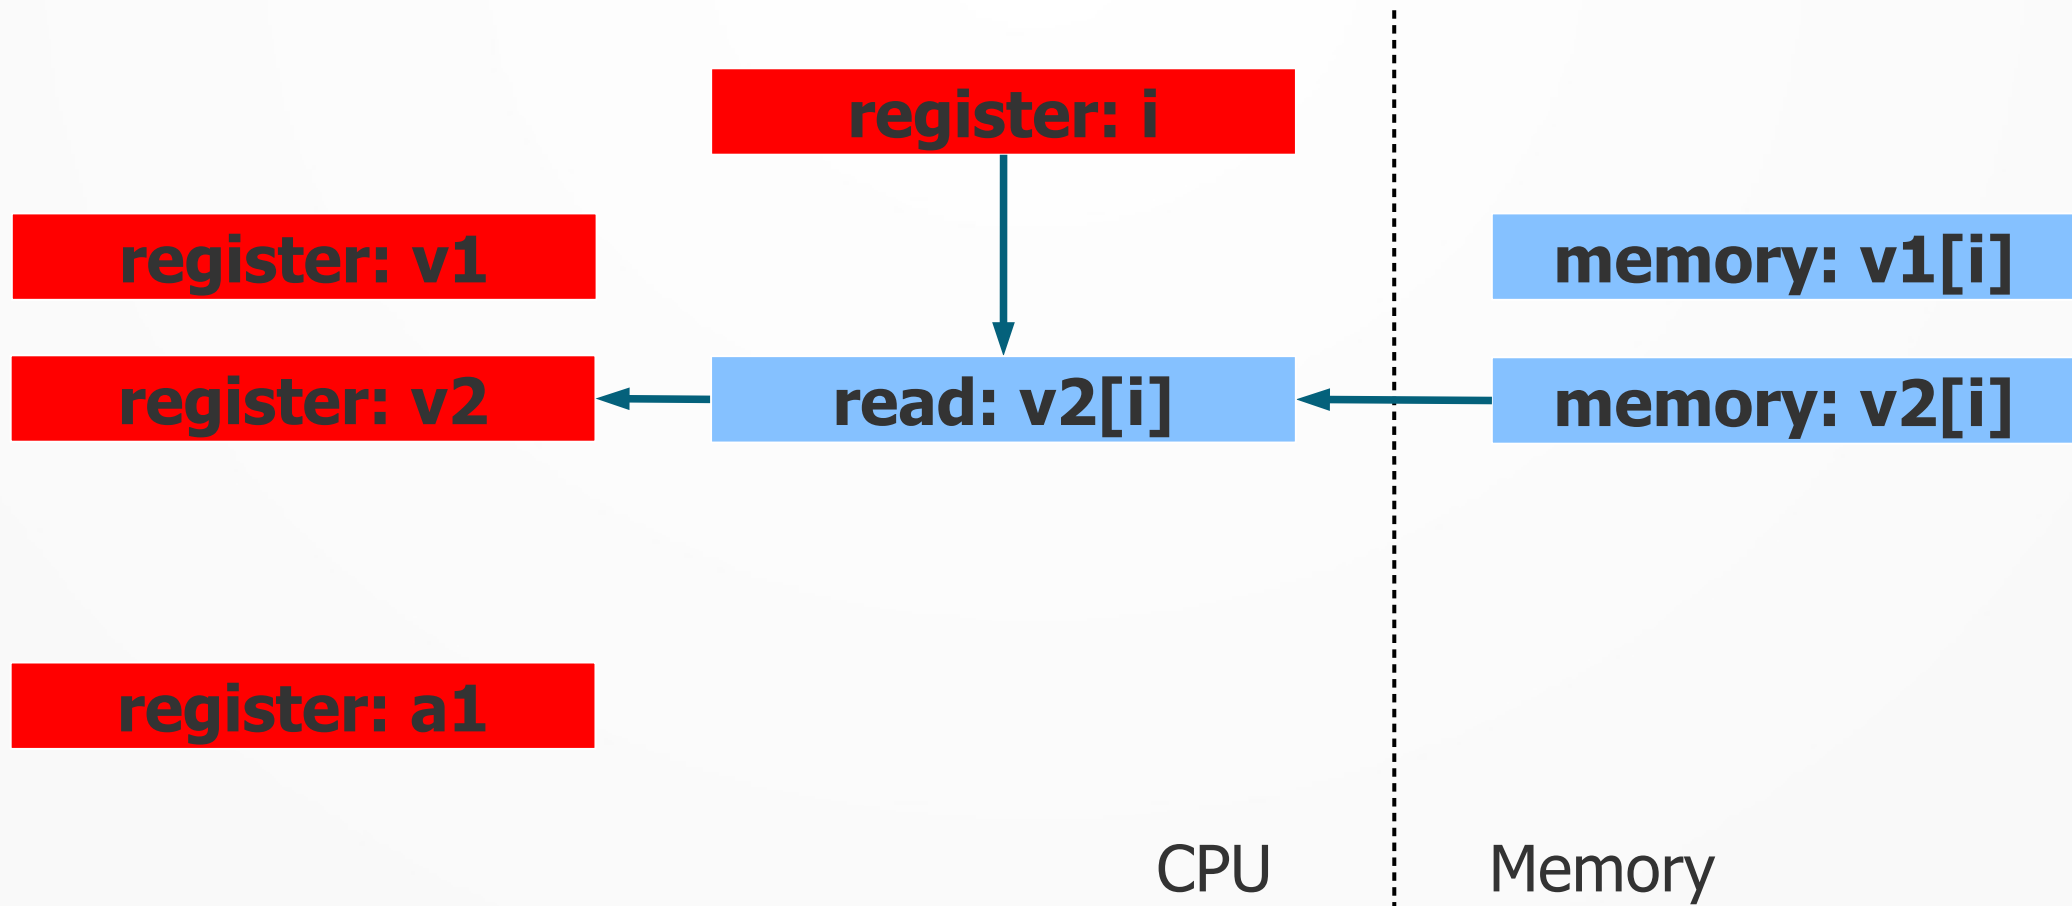 register: i
register: v1
memory: v1[i]
register: v2
read: v2[i]
memory: v2[i]
register: a1
CPU
Memory